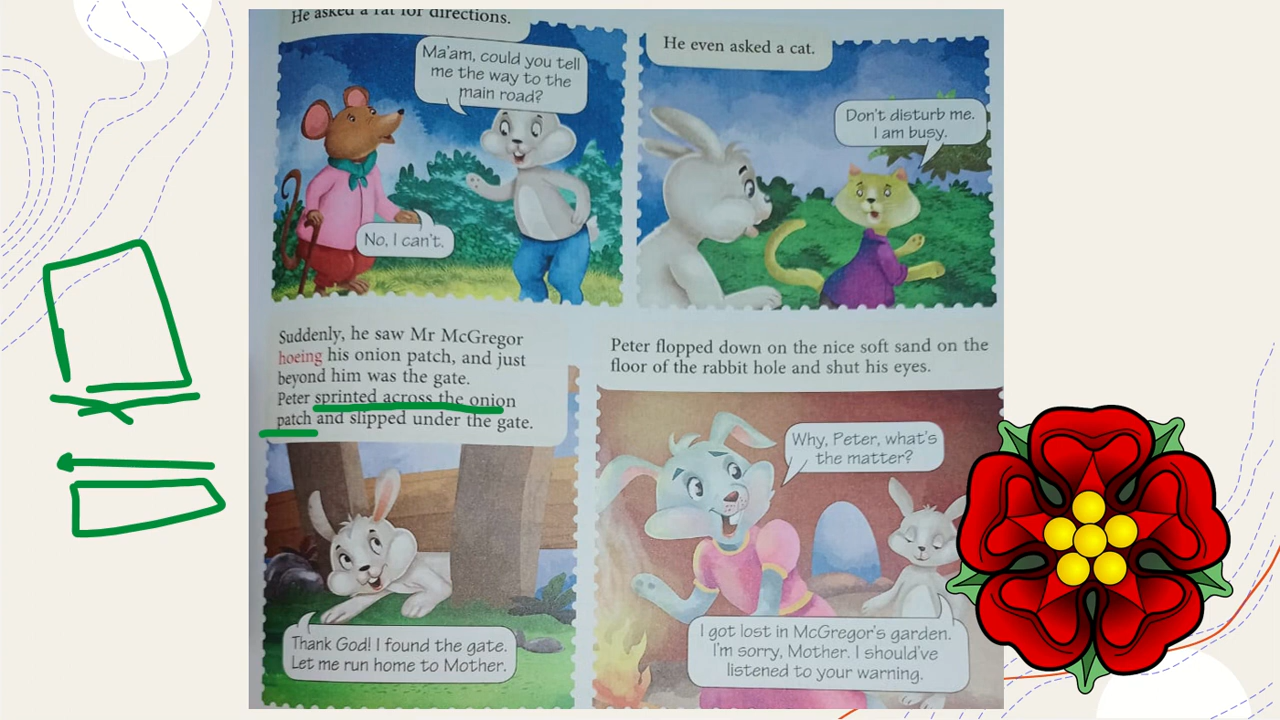 He asked a rat for directions.
Ma'am, could you tell
me the way to the
main road?
No, I can't.
He even asked a cat.
Don't disturb me.
I am busy.
Suddenly, he saw Mr McGregor
hoeing his onion patch, and just
beyond him was the gate.
Peter sprinted across the onion
patch and slipped under the gate.
Thank God! I found the gate.
Let me run home to Mother.
Peter flopped down on the nice soft sand on the
floor of the rabbit hole and shut his eyes.
Why, Peter, what's
the matter?
I got lost in McGregor's garden.
I'm sorry, Mother. I should've
listened to your warning.